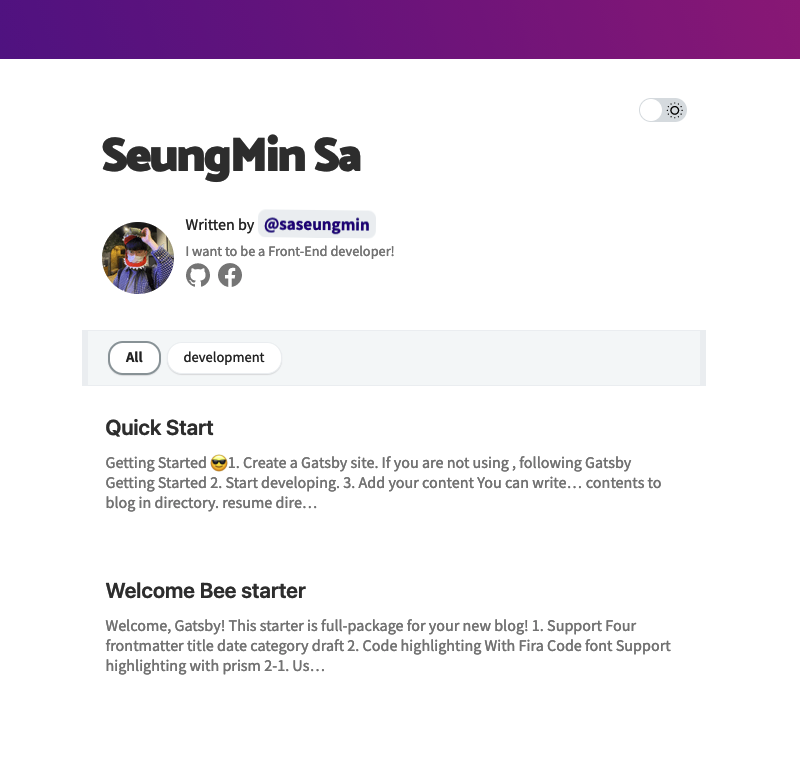 SeungMin Sa
Written by @saseungmin
I want to be a Front-End developer!
All development
Quick Start
Getting Started 😎1. Create a Gatsby site. If you are not using , following Gatsby
Getting Started 2. Start developing. 3. Add your content You can write… contents to
blog in directory. resume dire…
Welcome Bee starter
Welcome, Gatsby! This starter is full-package for your new blog! 1. Support Four
frontmatter title date category draft 2. Code highlighting With Fira Code font Support
highlighting with prism 2-1. Us…